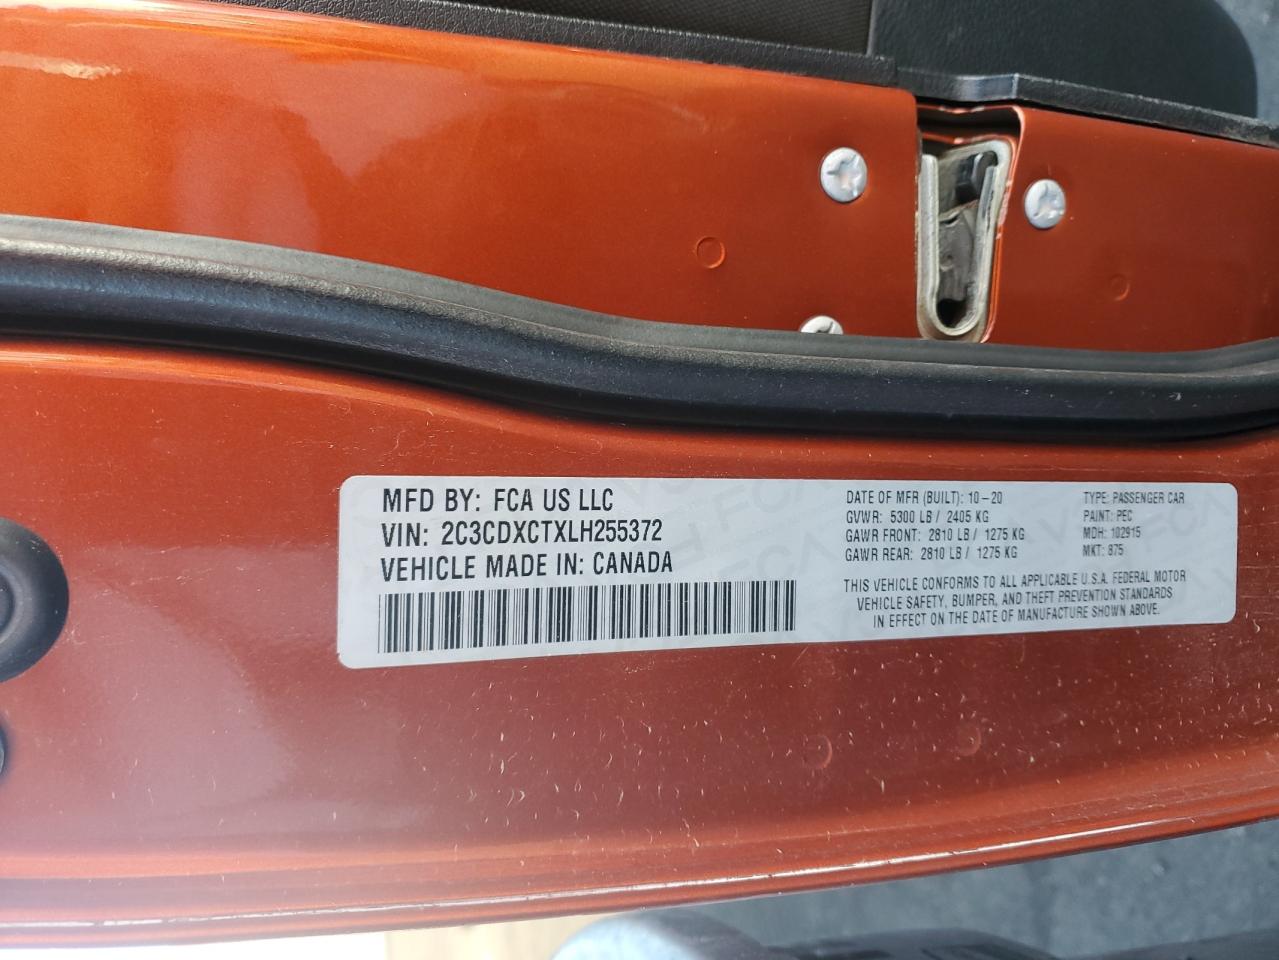 MFD BY: FCA US LLC
VIN: 2C3CDXCTXLH255372
VEHICLE MADE IN: CANADA
DATE OF MFR (BUILT): 10-20
GVWR: 5300 LB / 2405 KG
GAWR FRONT: 2810 LB / 1275 KG
GAWR REAR: 2810 LB / 1275 KG
TYPE: PASSENGER CAR
PAINT: PEC
MDH: 102915
MKT: 875
THIS VEHICLE CONFORMS TO ALL APPLICABLE U.S.A. FEDERAL MOTOR
VEHICLE SAFETY, BUMPER, AND THEFT PREVENTION STANDARDS
IN EFFECT ON THE DATE OF MANUFACTURE SHOWN ABOVE.